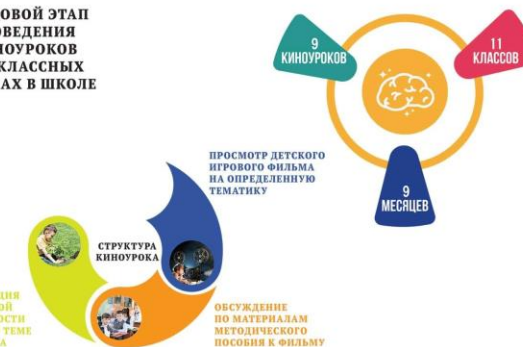 ОВОЙ ЭТАП
ОВЕДЕНИЯ
НОУРОКОВ
КЛАССНЫХ
АХ В ШКОЛЕ
9
КИНОУРОКОВ
11
КЛАССОВ
9
МЕСЯЦЕВ
ПРОСМОТР ДЕТСКОГО
ИГРОВОГО ФИЛЬМА
НА ОПРЕДЕЛЕННУЮ
ТЕМАТИКУ
СТРУКТУРА
КИНОУРОКА
ЦИЯ
ОЙ
ОСТИ
ТЕМЕ
А
ОБСУЖДЕНИЕ
ПО МАТЕРИАЛАМ
МЕТОДИЧЕСКОГО
ПОСОБИЯ К ФИЛЬМУ